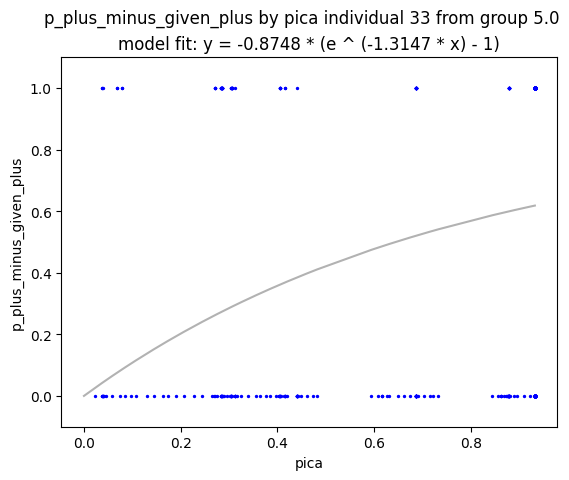 p_plus_minus_given_plus by pica individual 33 from group 5.0
model fit: y = -0.8748 * (e ^ (-1.3147 * x) - 1)
1.0
0.8
0.6
0.4
0.2
0.0
p_plus_minus_given_plus
0.0 0.2 0.4 0.6 0.8
pica